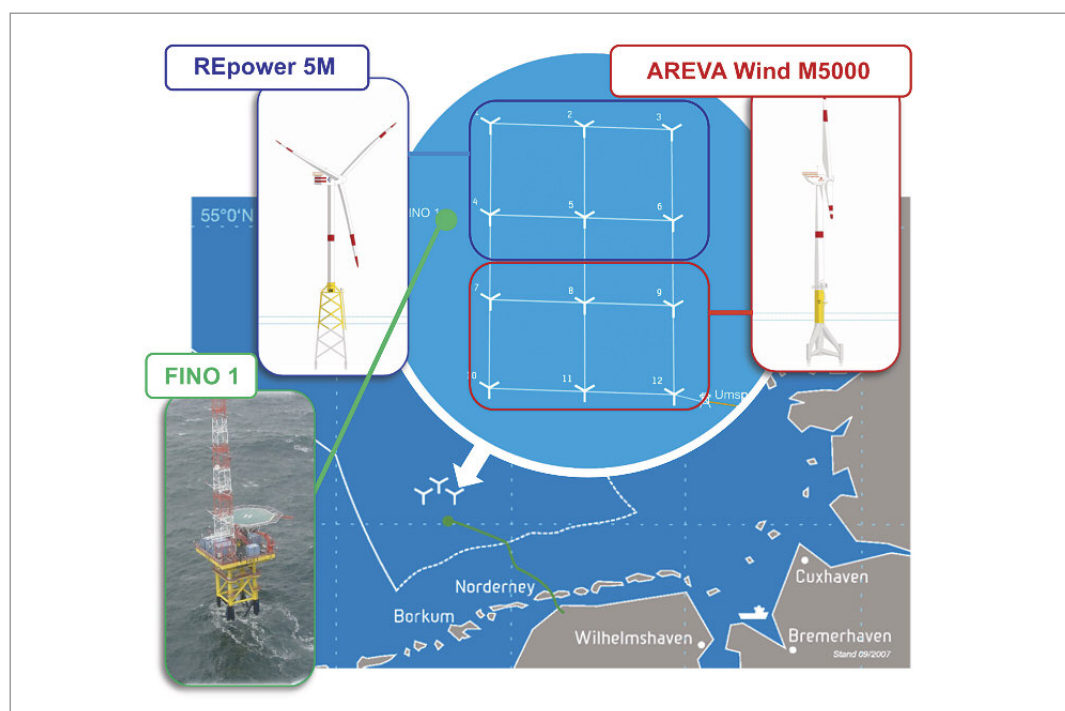 REpower 5M
AREVA Wind M5000
1
2
3
55°0'N
INO 1
4
5
6
7
8
9
10
11
12
Umsp
FINO 1
Norderney
Borkum
Cuxhaven
Wilhelmshaven
Bremerhaven
Stand 09/2007